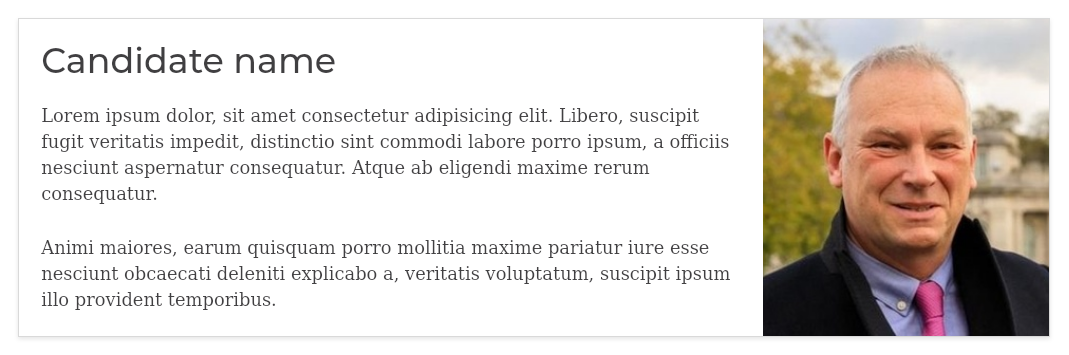 Candidate name
Lorem ipsum dolor, sit amet consectetur adipisicing elit. Libero, suscipit
fugit veritatis impedit, distinctio sint commodi labore porro ipsum, a officiis
nesciunt aspernatur consequatur. Atque ab eligendi maxime rerum
consequatur.
Animi maiores, earum quisquam porro mollitia maxime pariatur iure esse
nesciunt obcaecati deleniti explicabo a, veritatis voluptatum, suscipit ipsum
illo provident temporibus.